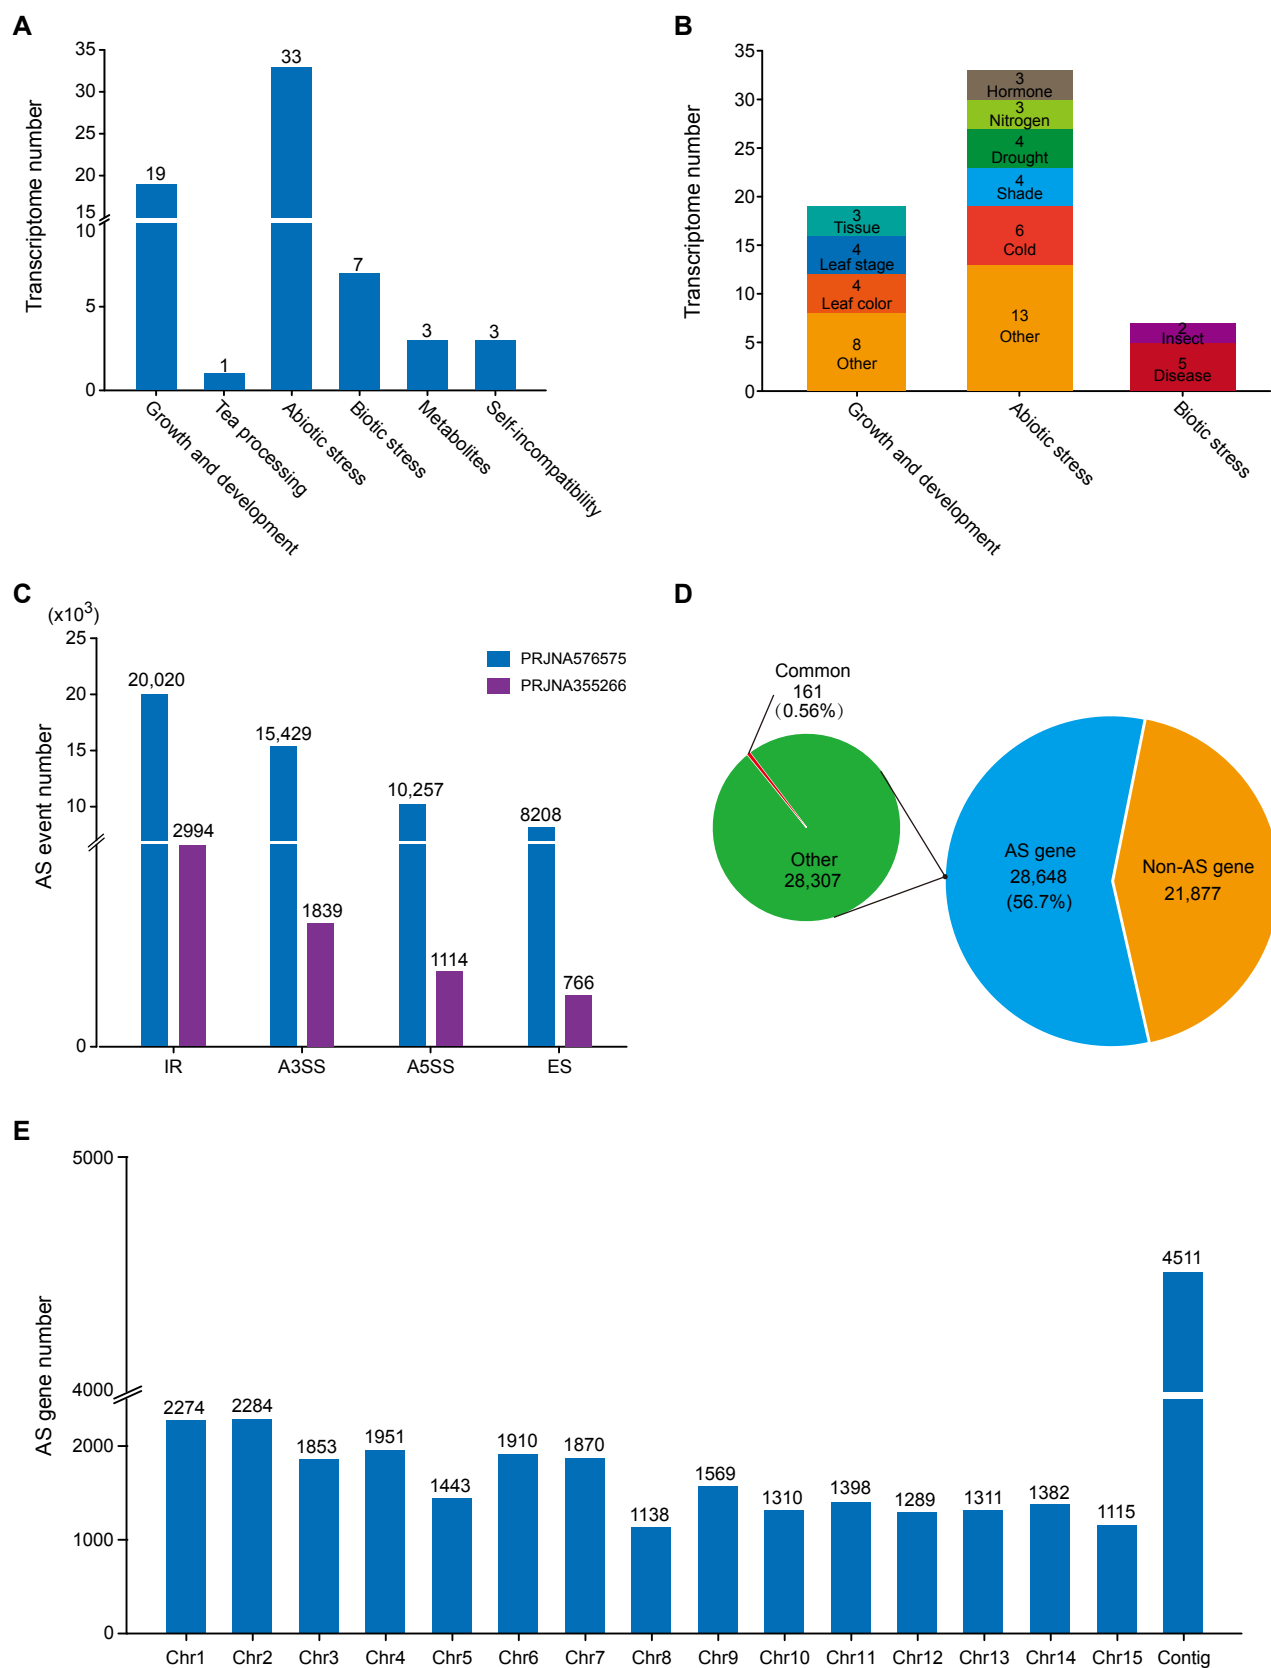 A
35
30
25
20
15
10
5
0
Transcriptome number
19
1
33
7
3
3
Growth and development
Tea processing
Abiotic stress
Biotic stress
Metabolites
Self-incompatibility
B
35
30
25
20
15
10
5
0
Transcriptome number
3
Tissue
4
Leaf stage
4
Leaf color
8
Other
3
Hormone
3
Nitrogen
4
Drought
4
Shade
6
Cold
13
Other
2
Insect
5
Disease
Growth and development
Abiotic stress
Biotic stress
C
(x10³)
25
20
15
10
0
AS event number
PRJNA576575
PRJNA355266
20,020
2994
15,429
1839
10,257
1114
8208
766
IR
A3SS
A5SS
ES
D
Common
161
(0.56%)
Other
28,307
AS gene
28,648
(56.7%)
Non-AS gene
21,877
E
5000
4000
2000
1000
0
AS gene number
2274
2284
1853
1951
1443
1910
1870
1138
1569
1310
1398
1289
1311
1382
1115
4511
Chr1 Chr2 Chr3 Chr4 Chr5 Chr6 Chr7 Chr8 Chr9 Chr10 Chr11 Chr12 Chr13 Chr14 Chr15 Contig